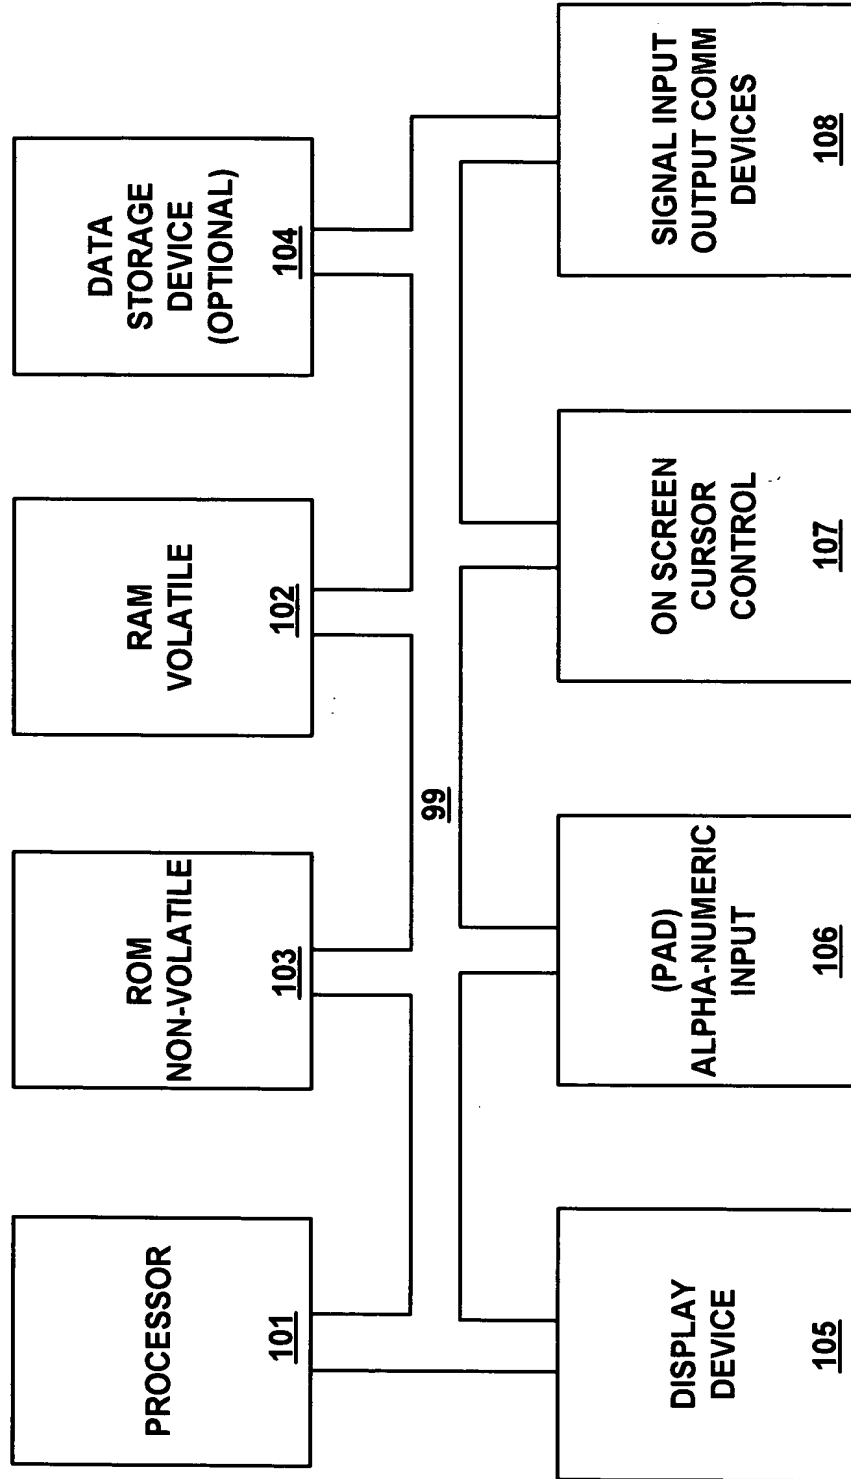 PROCESSOR
101
ROM
NON-VOLATILE
103
RAM
VOLATILE
102
DATA
STORAGE
DEVICE
(OPTIONAL)
104
99
DISPLAY
DEVICE
105
(PAD)
ALPHA-NUMERIC
INPUT
106
ON SCREEN
CURSOR
CONTROL
107
SIGNAL INPUT
OUTPUT COMM
DEVICES
108